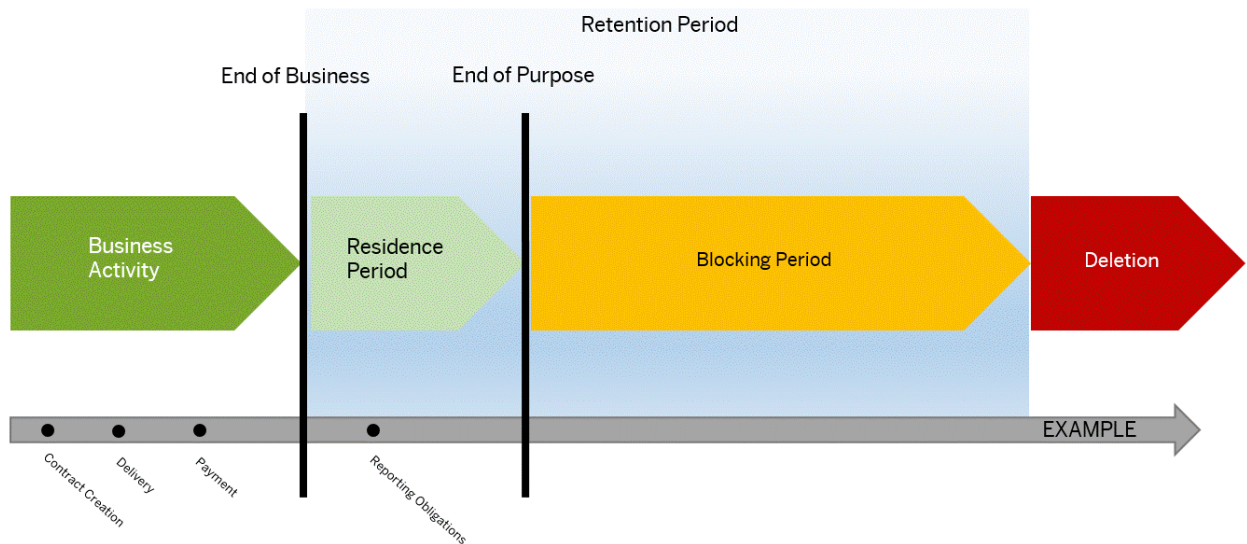 Retention Period
End of Business
End of Purpose
Business
Activity
Residence
Period
Blocking Period
Deletion
EXAMPLE
Contract Creation
Delivery
Payment
Reporting Obligations